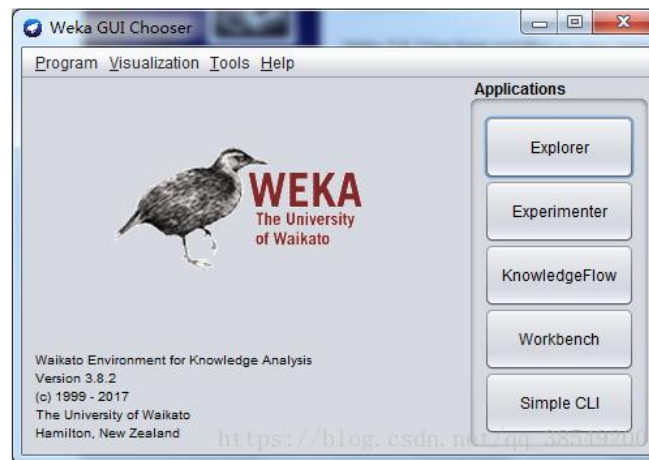 Weka GUI Chooser
Program Visualization Tools Help
Applications
Explorer
Experimenter
KnowledgeFlow
Workbench
Simple CLI
WEKA
The University
of Waikato
Waikato Environment for Knowledge Analysis
Version 3.8.2
(c) 1999 - 2017
The University of Waikato
Hamilton, New Zealand
https://blog.csdn.net/qq_38549200